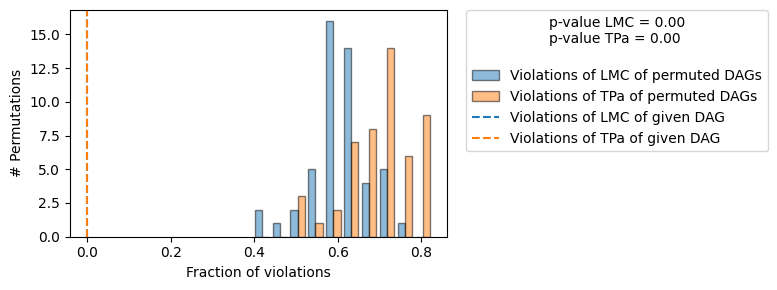 15.0
12.5
10.0
7.5
5.0
2.5
0.0
# Permutations
0.0 0.2 0.4 0.6 0.8
Fraction of violations
p-value LMC = 0.00
p-value TPa = 0.00
Violations of LMC of permuted DAGs
Violations of TPa of permuted DAGs
Violations of LMC of given DAG
Violations of TPa of given DAG